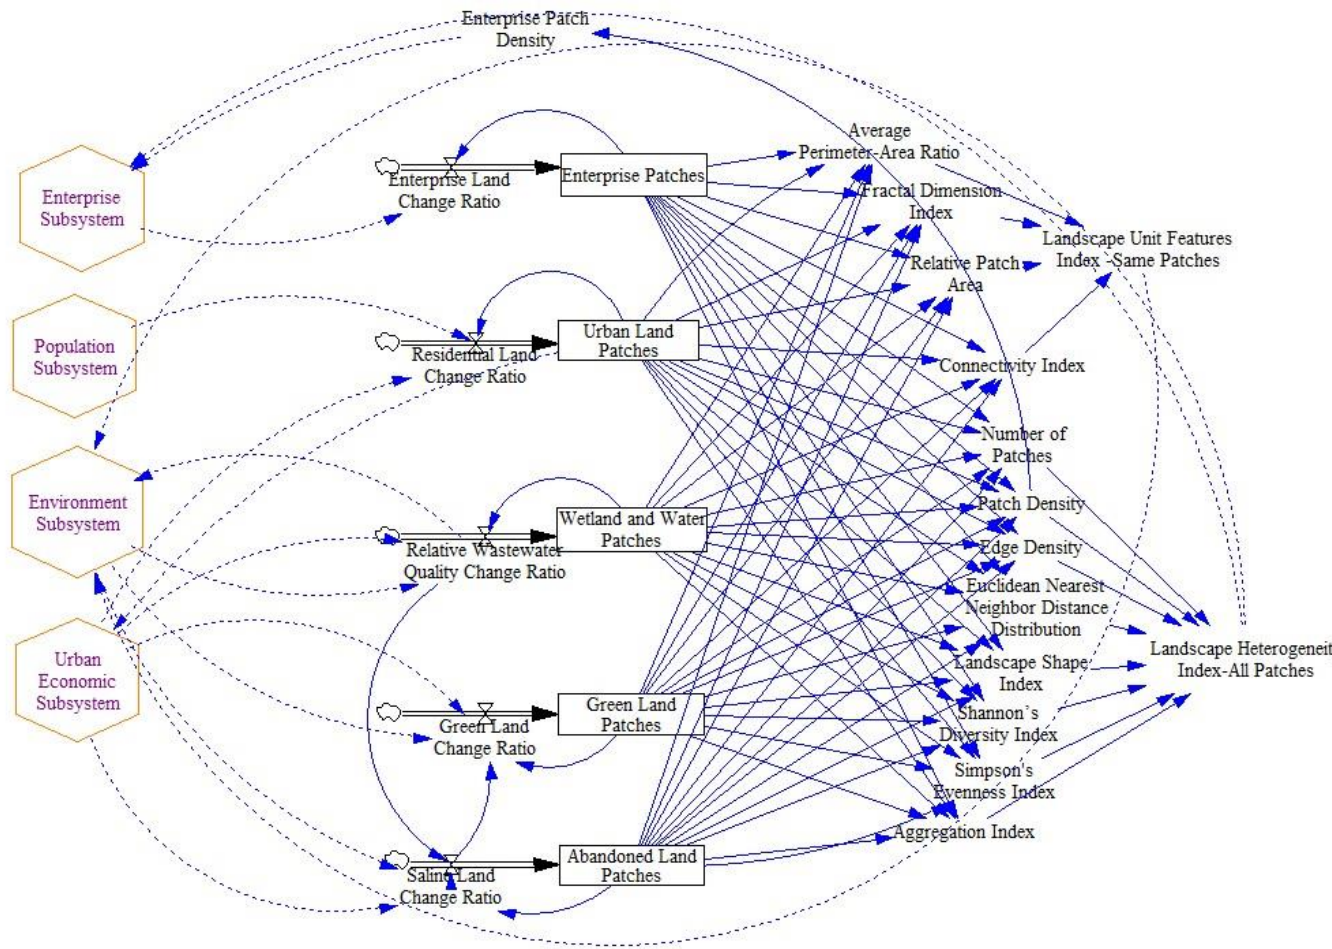 Enterprise Patch
Density
Average
Perimeter-Area Ratio
Enterprise Patches
Enterprise Land
Change Ratio
Fractal Dimension
Index
Enterprise
Subsystem
Landscape Unit Features
Index -Same Patches
Relative Patch
Area
Population
Subsystem
Urban Land
Patches
Residential Land
Change Ratio
Connectivity Index
Number of
Patches
Environment
Subsystem
Patch Density
Wetland and Water
Patches
Relative Wastewater
Quality Change Ratio
Edge Density
Euclidean Nearest
Neighbor Distance
Distribution
Urban
Economic
Subsystem
Landscape Shape
Index
Landscape Heterogeneit
Index-All Patches
Green Land
Patches
Green Land
Change Ratio
Shannon’s
Diversity Index
Simpson's
Evenness Index
Aggregation Index
Abandoned Land
Patches
Saline Land
Change Ratio